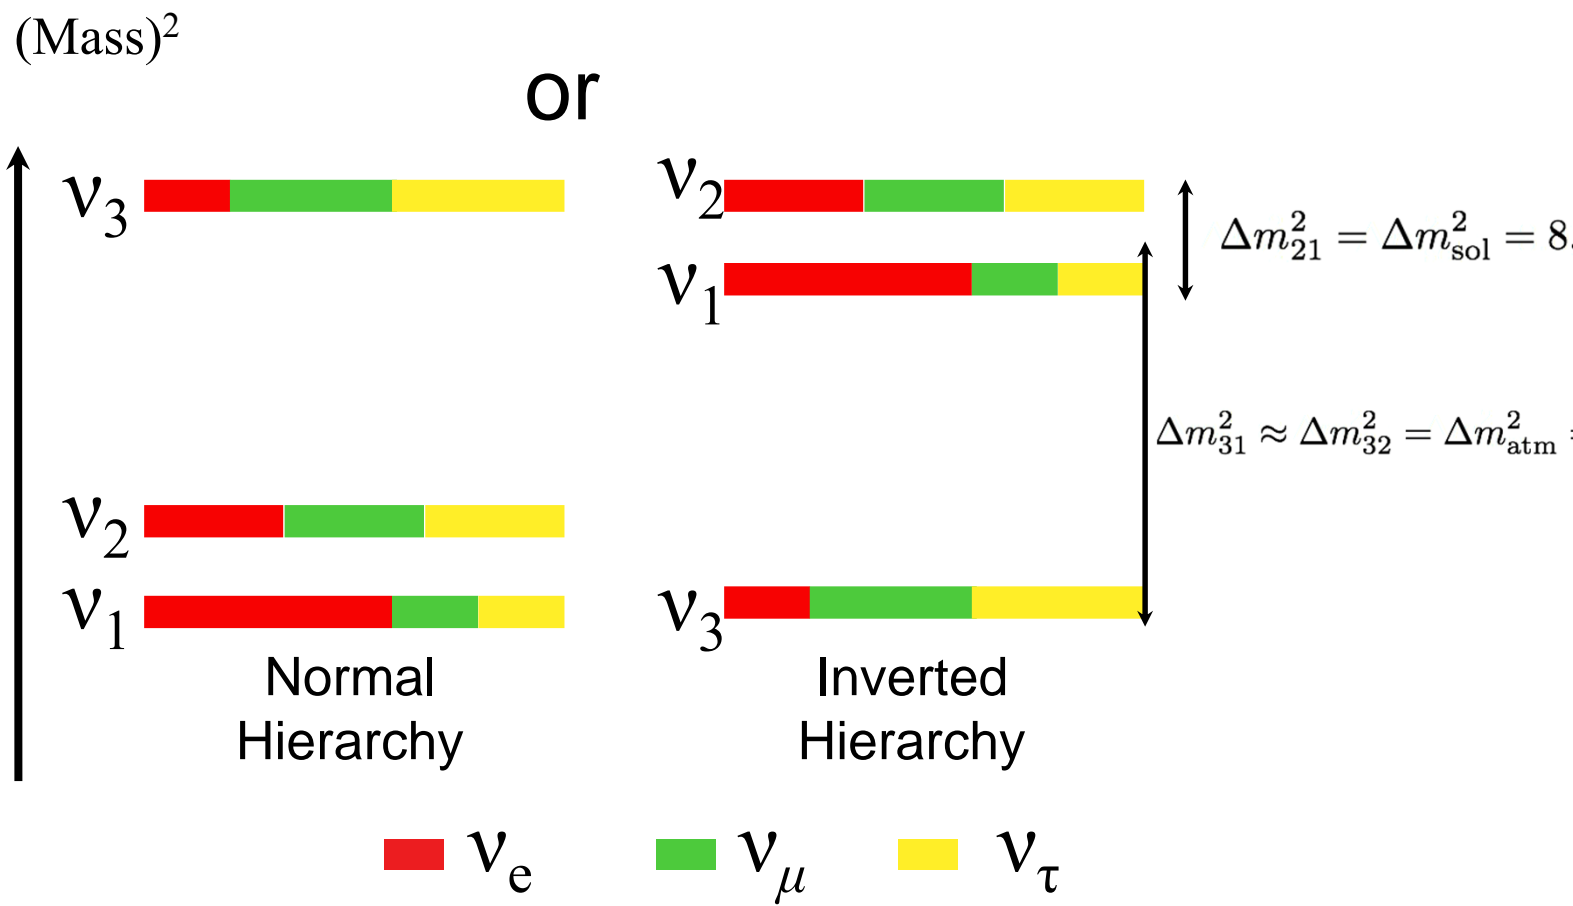 (Mass)²
or
ν₃
ν₂
Δm²₂₁ = Δm²sol = 8.
ν₁
Δm²₃₁ ≈ Δm²₃₂ = Δm²atm =
ν₂
ν₁
ν₃
Normal
Hierarchy
Inverted
Hierarchy
νe
νμ
ντ